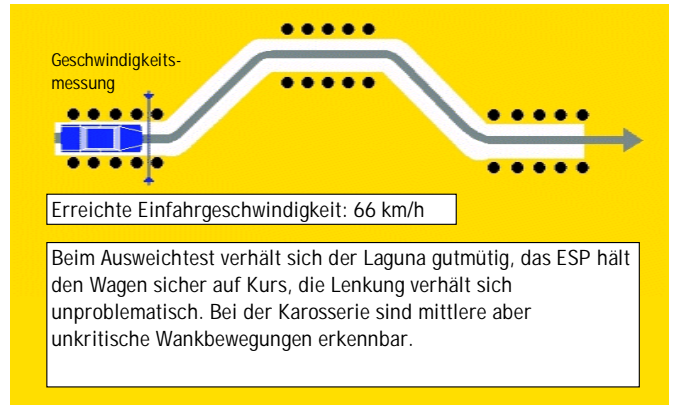 Geschwindigkeits-
messung
Erreichte Einfahrgeschwindigkeit: 66 km/h
Beim Ausweichtest verhält sich der Laguna gutmütig, das ESP hält
den Wagen sicher auf Kurs, die Lenkung verhält sich
unproblematisch. Bei der Karosserie sind mittlere aber
unkritische Wankbewegungen erkennbar.